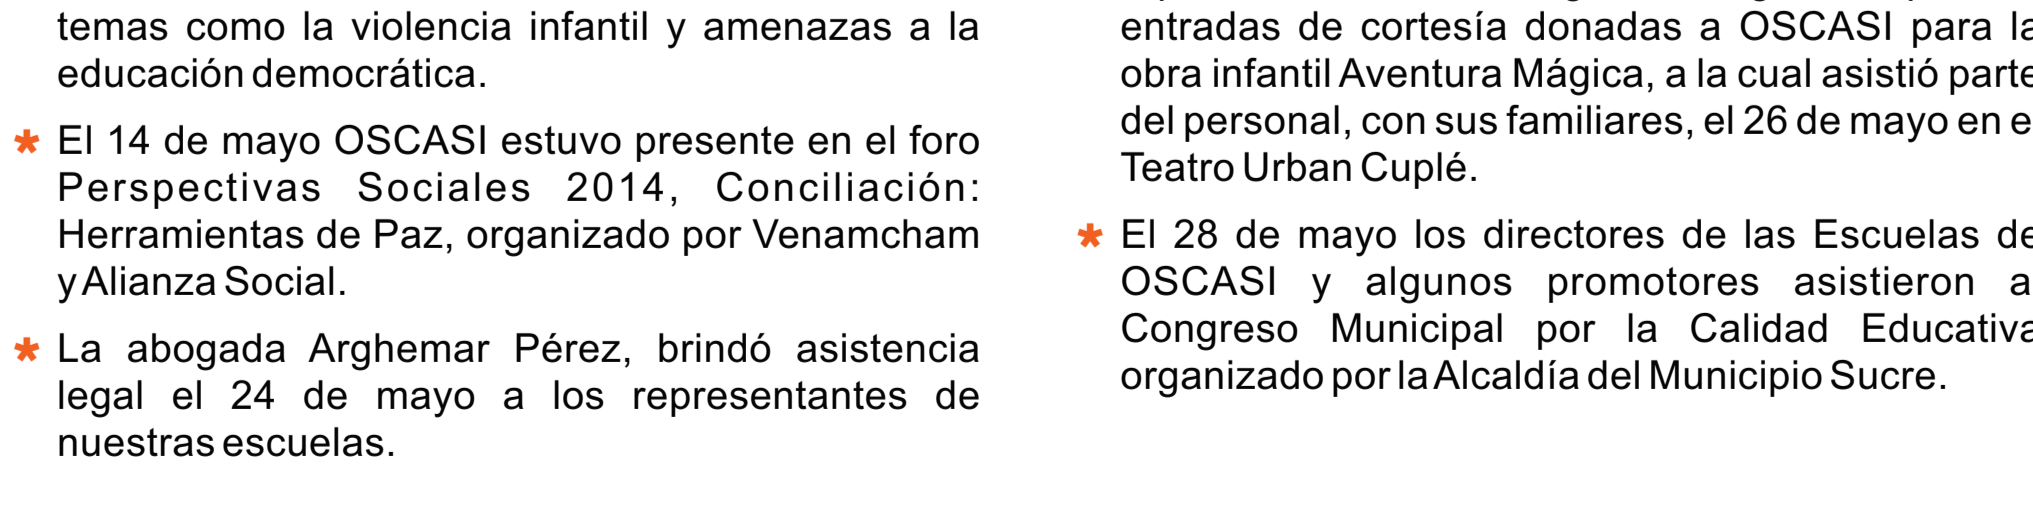 temas como la violencia infantil y amenazas a la
educación democrática.
* El 14 de mayo OSCASI estuvo presente en el foro
Perspectivas Sociales 2014, Conciliación:
Herramientas de Paz, organizado por Venamcham
y Alianza Social.
* La abogada Arghemar Pérez, brindó asistencia
legal el 24 de mayo a los representantes de
nuestras escuelas.
entradas de cortesía donadas a OSCASI para la
obra infantil Aventura Mágica, a la cual asistió parte
del personal, con sus familiares, el 26 de mayo en e
Teatro Urban Cuplé.
* El 28 de mayo los directores de las Escuelas de
OSCASI y algunos promotores asistieron a
Congreso Municipal por la Calidad Educativa
organizado por la Alcaldía del Municipio Sucre.